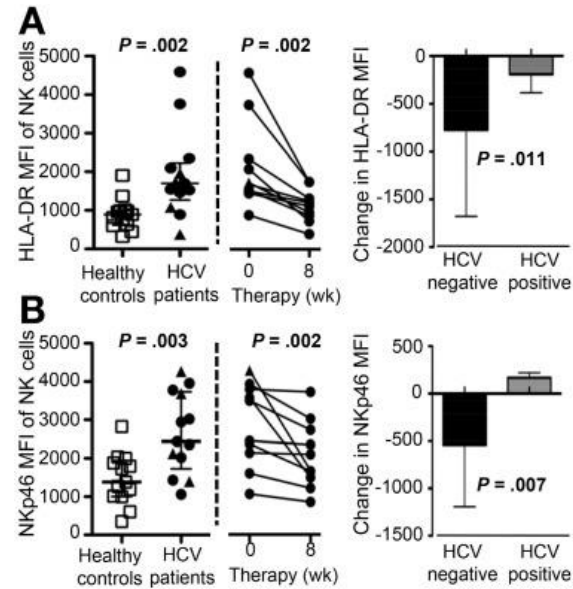 A
HLA-DR MFI of NK cells
5000
4000
3000
2000
1000
0
P = .002
Healthy controls
HCV patients
P = .002
0
8
Therapy (wk)
Change in HLA-DR MFI
0
-500
-1000
-1500
-2000
P = .011
HCV negative
HCV positive
B
NKp46 MFI of NK cells
5000
4000
3000
2000
1000
0
P = .003
Healthy controls
HCV patients
P = .002
0
8
Therapy (wk)
Change in NKp46 MFI
500
0
-500
-1000
-1500
P = .007
HCV negative
HCV positive